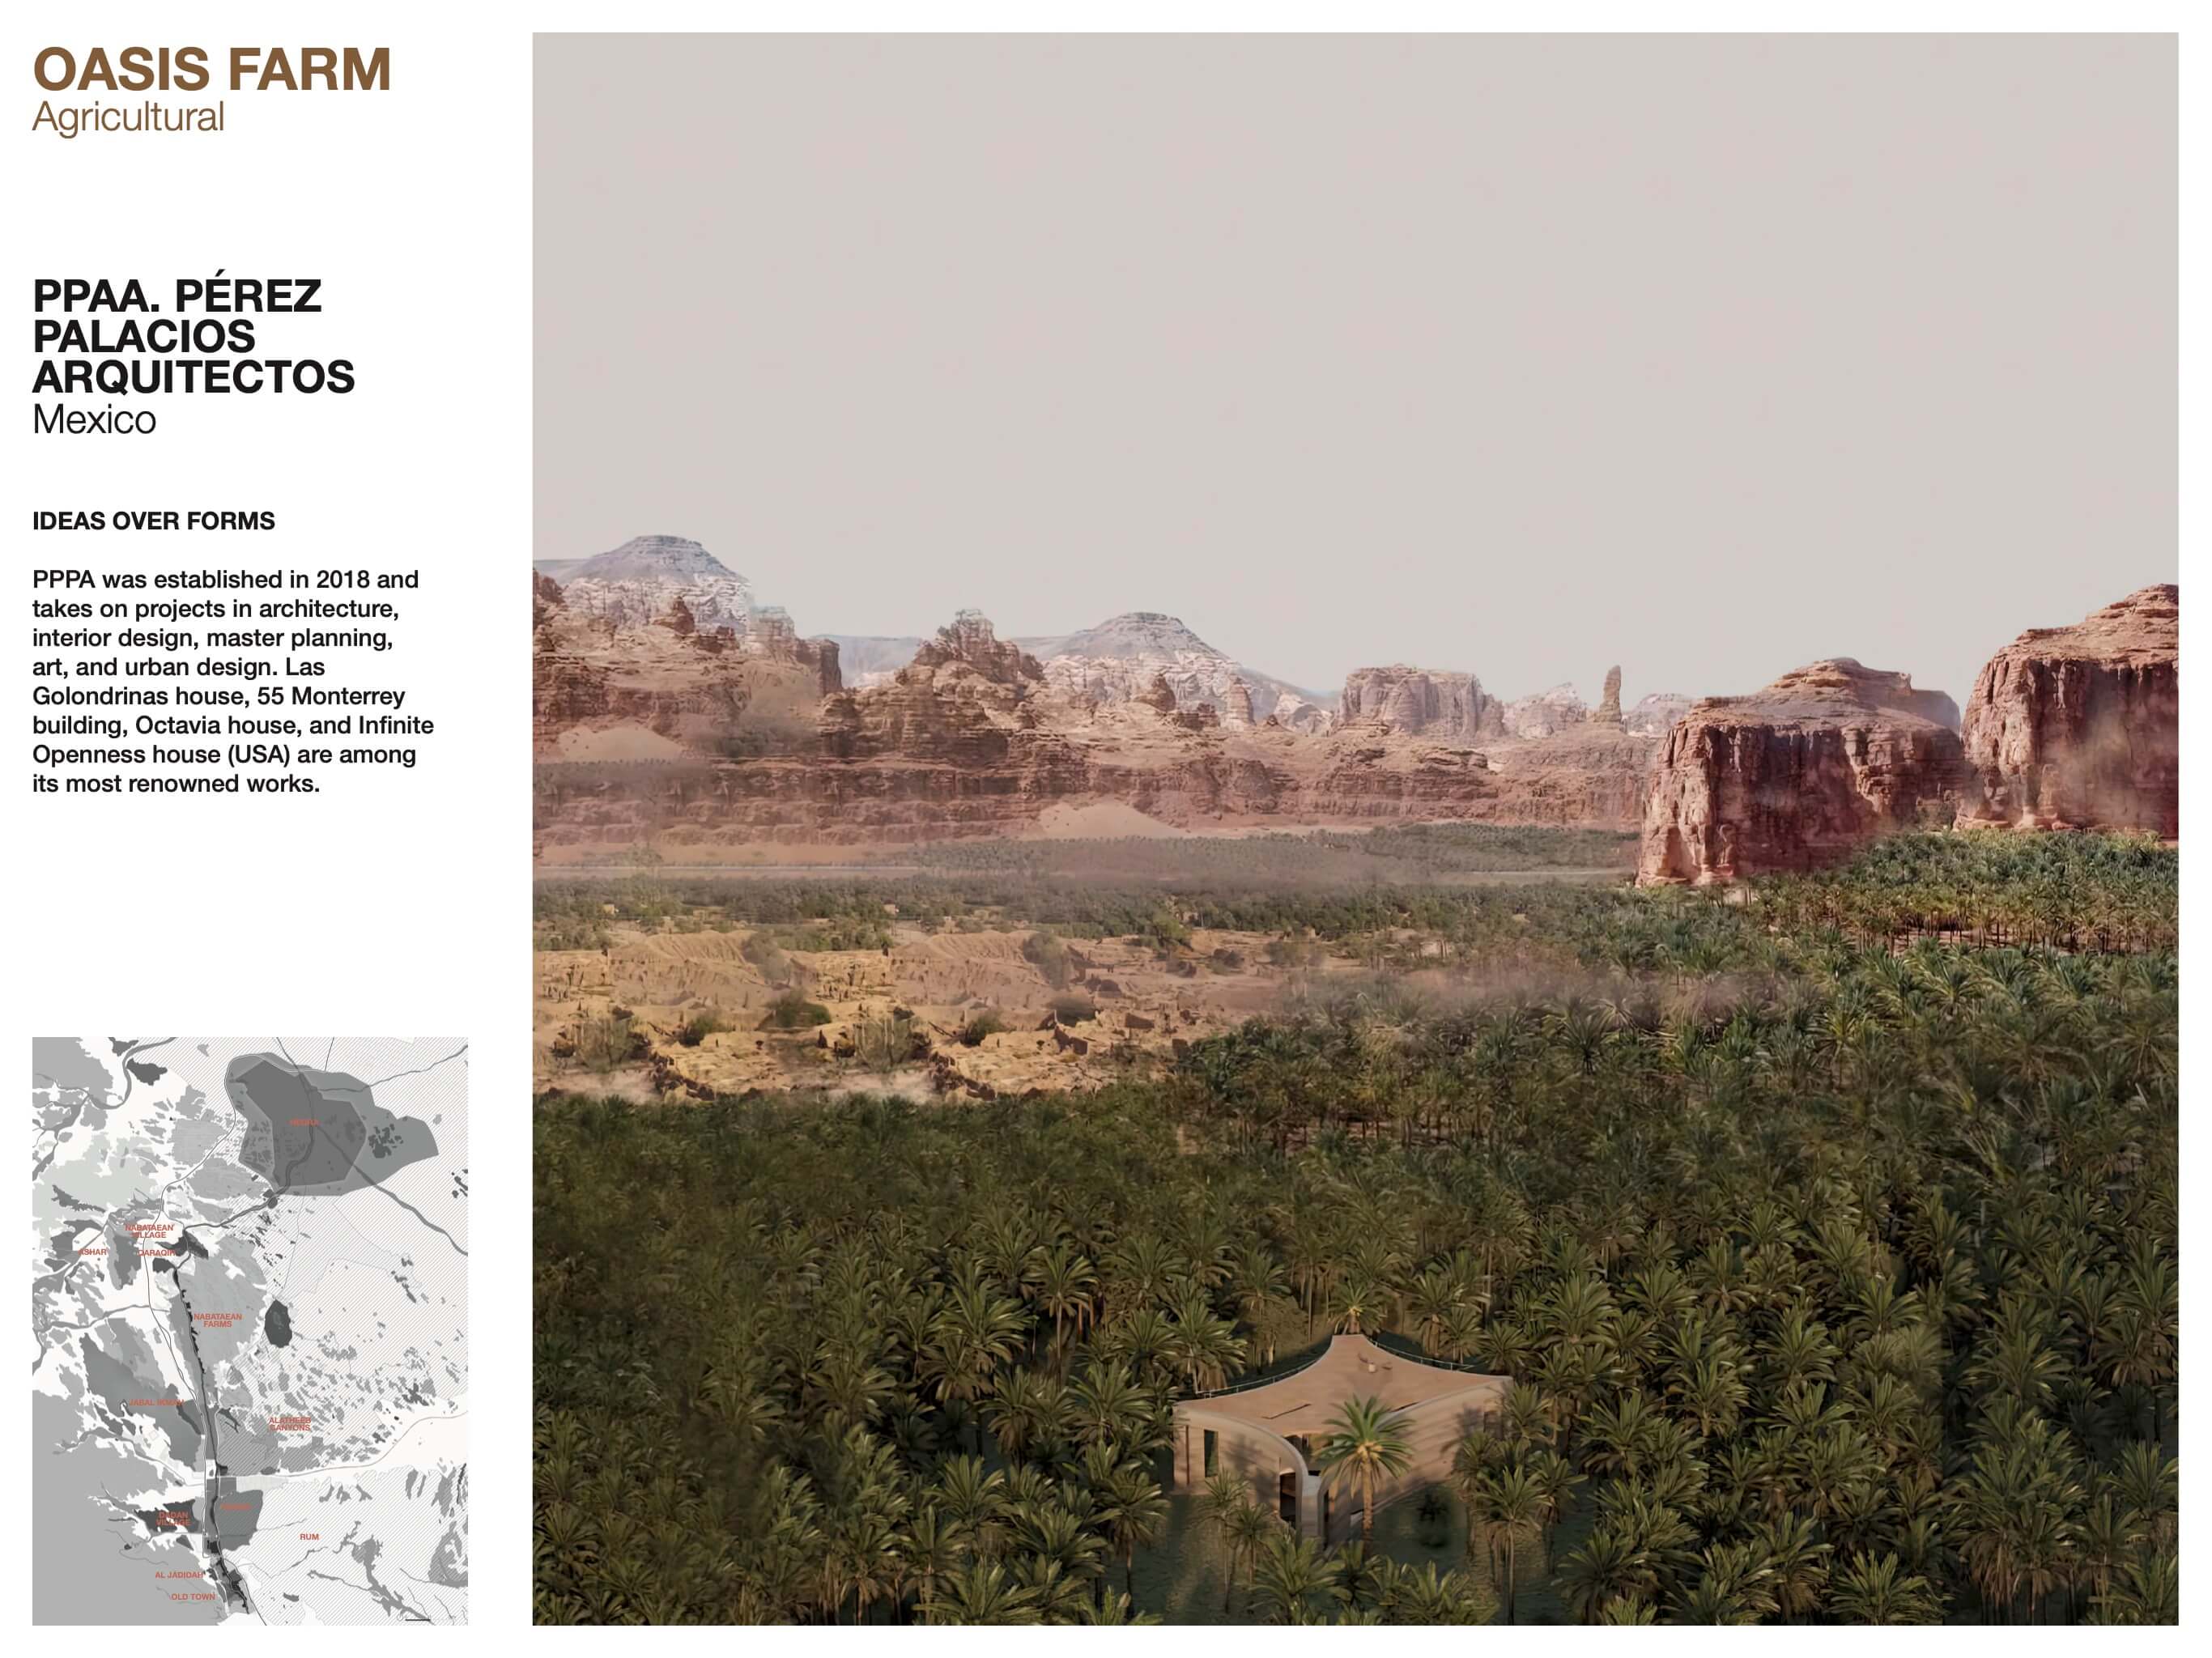 OASIS FARM
Agricultural
PPAA. PÉREZ
PALACIOS
ARQUITECTOS
Mexico
IDEAS OVER FORMS
PPPA was established in 2018 and
takes on projects in architecture,
interior design, master planning,
art, and urban design. Las
Golondrinas house, 55 Monterrey
building, Octavia house, and Infinite
Openness house (USA) are among
its most renowned works.
NABATAEAN
VILLAGE
ASHAR
NABATAEAN
FARMS
ALATHEEB
CANYONS
RUM
AL JADIDAH
OLD TOWN